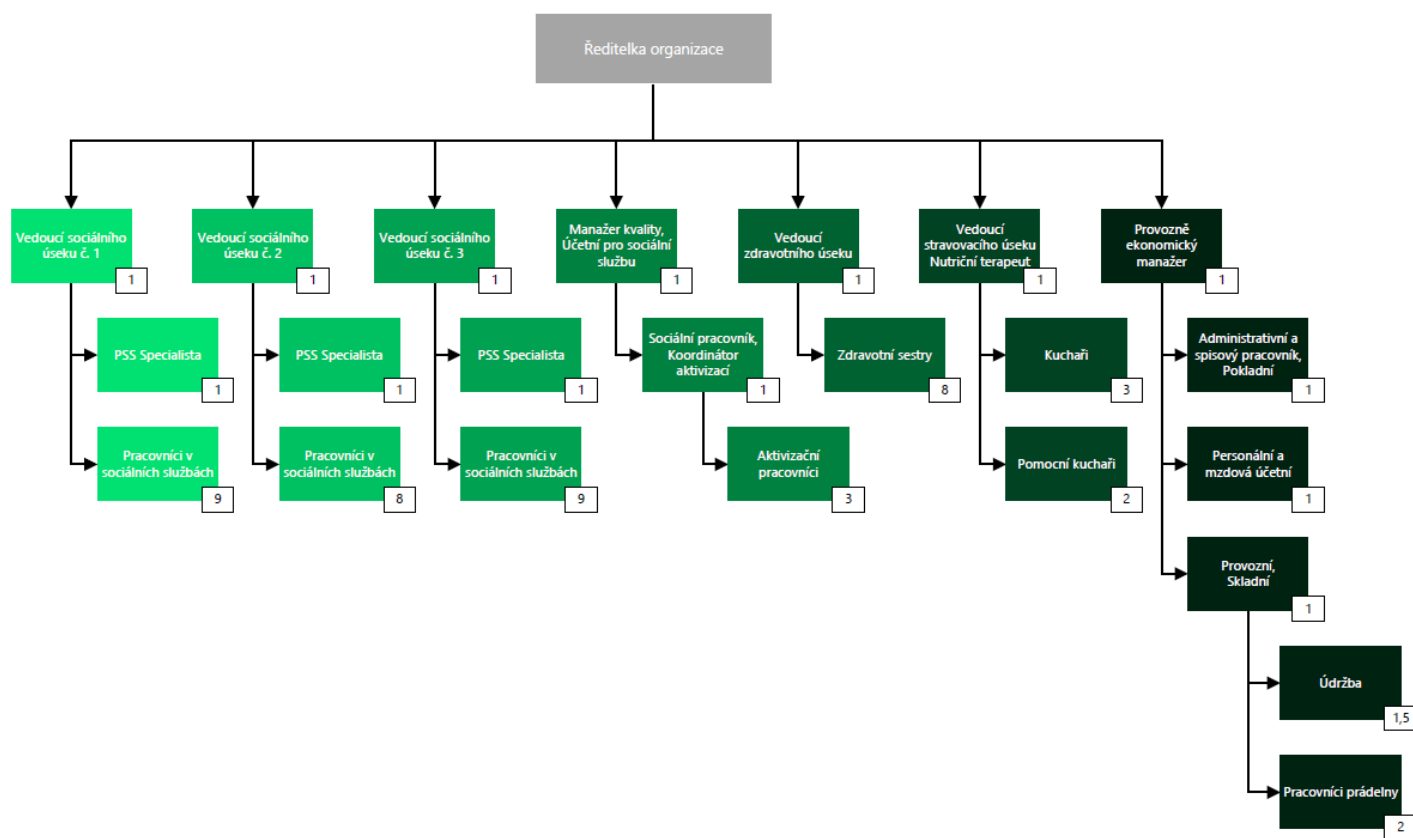 Ředitelka organizace
Vedoucí sociálního
úseku č. 1
1
Vedoucí sociálního
úseku č. 2
1
Vedoucí sociálního
úseku č. 3
1
Manažer kvality,
Účetní pro sociální
službu
1
Vedoucí
zdravotního úseku
1
Vedoucí
stravovacího úseku
Nutriční terapeut
1
Provozně
ekonomický
manažer
1
PSS Specialista
1
PSS Specialista
1
PSS Specialista
1
Sociální pracovník,
Koordinátor
aktivizací
1
Zdravotní sestry
8
Kuchaři
3
Administrativní a
spisový pracovník,
Pokladní
1
Pracovníci v
sociálních službách
9
Pracovníci v
sociálních službách
8
Pracovníci v
sociálních službách
9
Aktivizační
pracovníci
3
Pomocní kuchaři
2
Personální a
mzdová účetní
1
Provozní,
Skladní
1
Údržba
1,5
Pracovníci prádelny
2